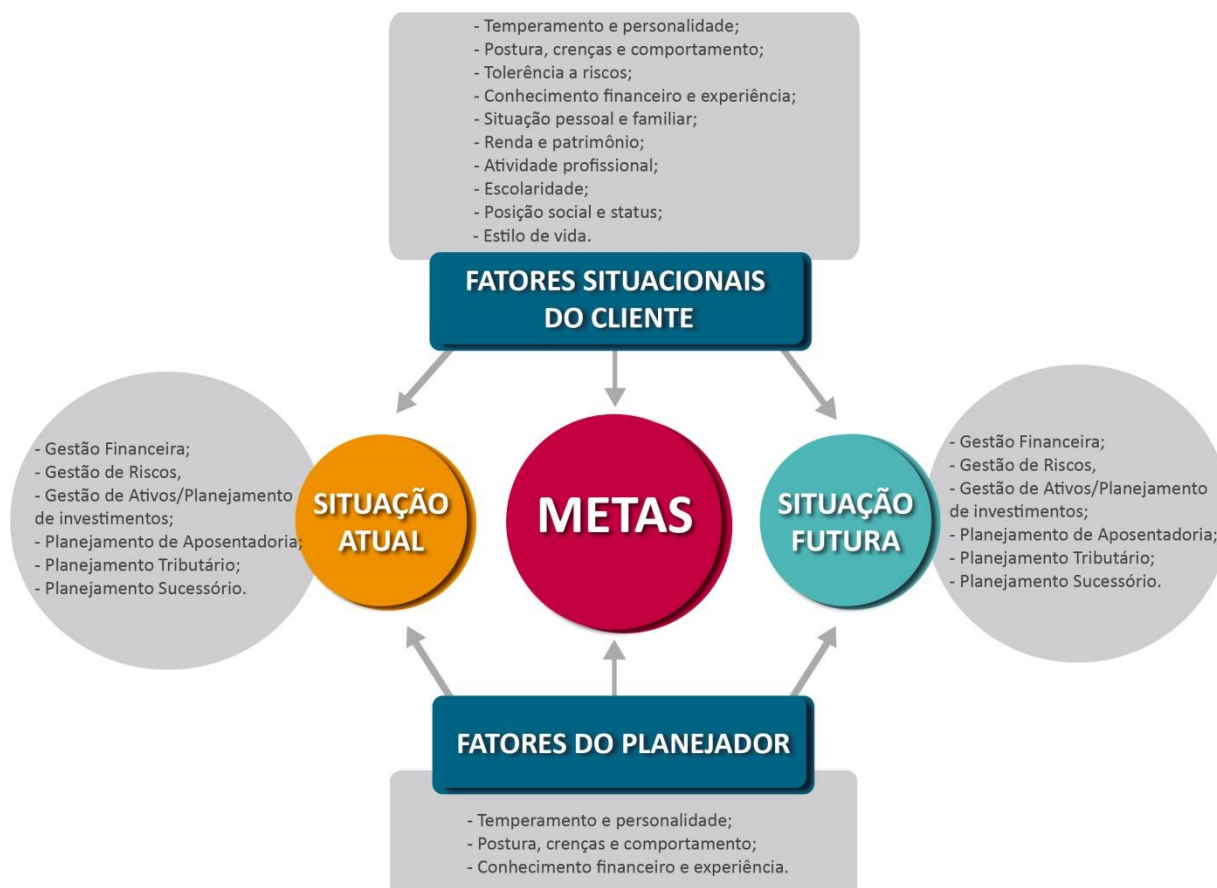 - Temperamento e personalidade;
- Postura, crenças e comportamento;
- Tolerência a riscos;
- Conhecimento financeiro e experiência;
- Situação pessoal e familiar;
- Renda e patrimônio;
- Atividade profissional;
- Escolaridade;
- Posição social e status;
- Estilo de vida.
FATORES SITUACIONAIS
DO CLIENTE
- Gestão Financeira;
- Gestão de Riscos,
- Gestão de Ativos/Planejamento
de investimentos;
- Planejamento de Aposentadoria;
- Planejamento Tributário;
- Planejamento Sucessório.
SITUAÇÃO
ATUAL
METAS
SITUAÇÃO
FUTURA
- Gestão Financeira;
- Gestão de Riscos,
- Gestão de Ativos/Planejamento
de investimentos;
- Planejamento de Aposentadoria;
- Planejamento Tributário;
- Planejamento Sucessório.
FATORES DO PLANEJADOR
- Temperamento e personalidade;
- Postura, crenças e comportamento;
- Conhecimento financeiro e experiência.